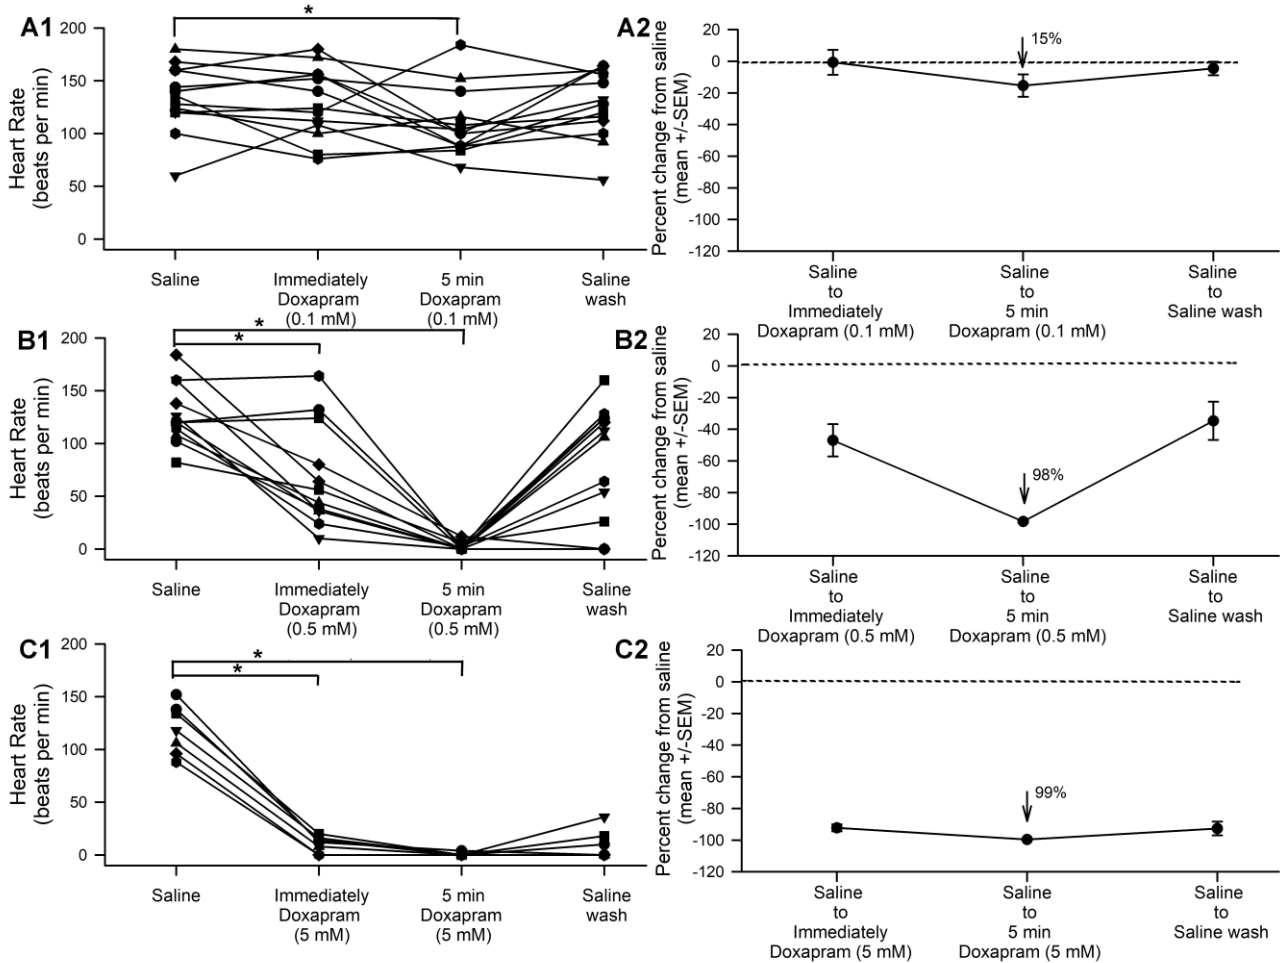 A1
*
Heart Rate
(beats per min)
200
150
100
50
0
Saline
Immediately
Doxapram
(0.1 mM)
5 min
Doxapram
(0.1 mM)
Saline
wash
A2
Percent change from saline
(mean +/-SEM)
20
0
-20
-40
-60
-80
-100
-120
15%
Saline
to
Immediately
Doxapram (0.1 mM)
Saline
to
5 min
Doxapram (0.1 mM)
Saline
to
Saline wash
B1
*
*
Heart Rate
(beats per min)
200
150
100
50
0
Saline
Immediately
Doxapram
(0.5 mM)
5 min
Doxapram
(0.5 mM)
Saline
wash
B2
Percent change from saline
(mean +/-SEM)
20
0
-20
-40
-60
-80
-100
-120
98%
Saline
to
Immediately
Doxapram (0.5 mM)
Saline
to
5 min
Doxapram (0.5 mM)
Saline
to
Saline wash
C1
*
*
Heart Rate
(beats per min)
200
150
100
50
0
Saline
Immediately
Doxapram
(5 mM)
5 min
Doxapram
(5 mM)
Saline
wash
C2
Percent change from saline
(mean +/-SEM)
20
0
-20
-40
-60
-80
-100
-120
99%
Saline
to
Immediately
Doxapram (5 mM)
Saline
to
5 min
Doxapram (5 mM)
Saline
to
Saline wash